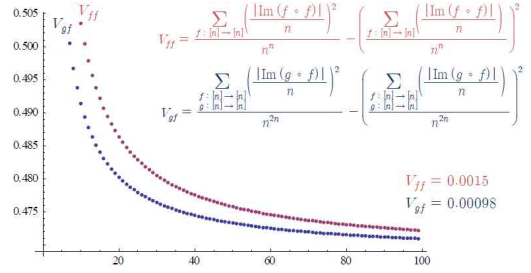 0.505
0.500
0.495
0.490
0.485
0.480
0.475
V_{gf}
V_{ff}
V_{ff} = \frac{\sum_{f:[n]\to[n]} \left(\frac{|\mathrm{Im}(f \circ f)|}{n}\right)^2}{n^n} - \left(\frac{\sum_{f:[n]\to[n]} \left(\frac{|\mathrm{Im}(f \circ f)|}{n}\right)}{n^n}\right)^2
V_{gf} = \frac{\sum_{f:[n]\to[n], g:[n]\to[n]} \left(\frac{|\mathrm{Im}(g \circ f)|}{n}\right)^2}{n^{2n}} - \left(\frac{\sum_{f:[n]\to[n], g:[n]\to[n]} \left(\frac{|\mathrm{Im}(g \circ f)|}{n}\right)}{n^{2n}}\right)^2
V_{ff} = 0.0015
V_{gf} = 0.00098
20
40
60
80
100